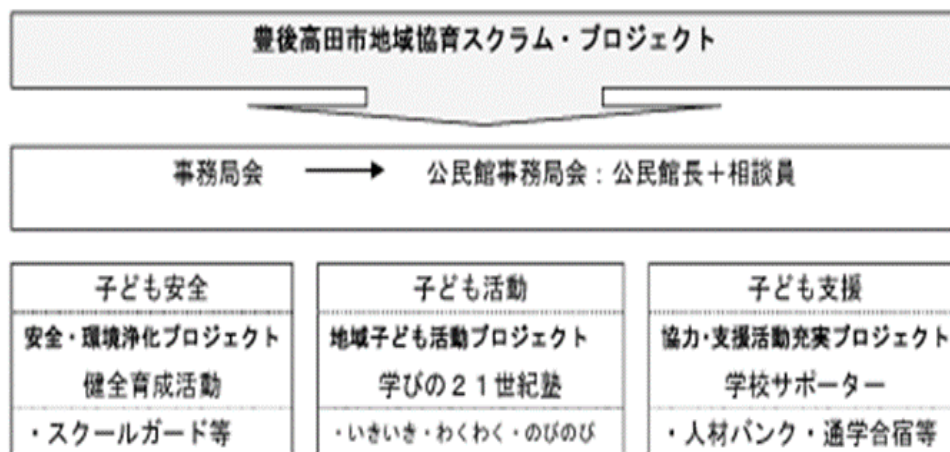 豊後高田市地域協育スクラム・プロジェクト
事務局会 → 公民館事務局会：公民館長＋相談員
子ども安全
安全・環境浄化プロジェクト
健全育成活動
・スクールガード等
子ども活動
地域子ども活動プロジェクト
学びの２１世紀塾
・いきいき・わくわく・のびのび
子ども支援
協力・支援活動充実プロジェクト
学校サポーター
・人材バンク・通学合宿等